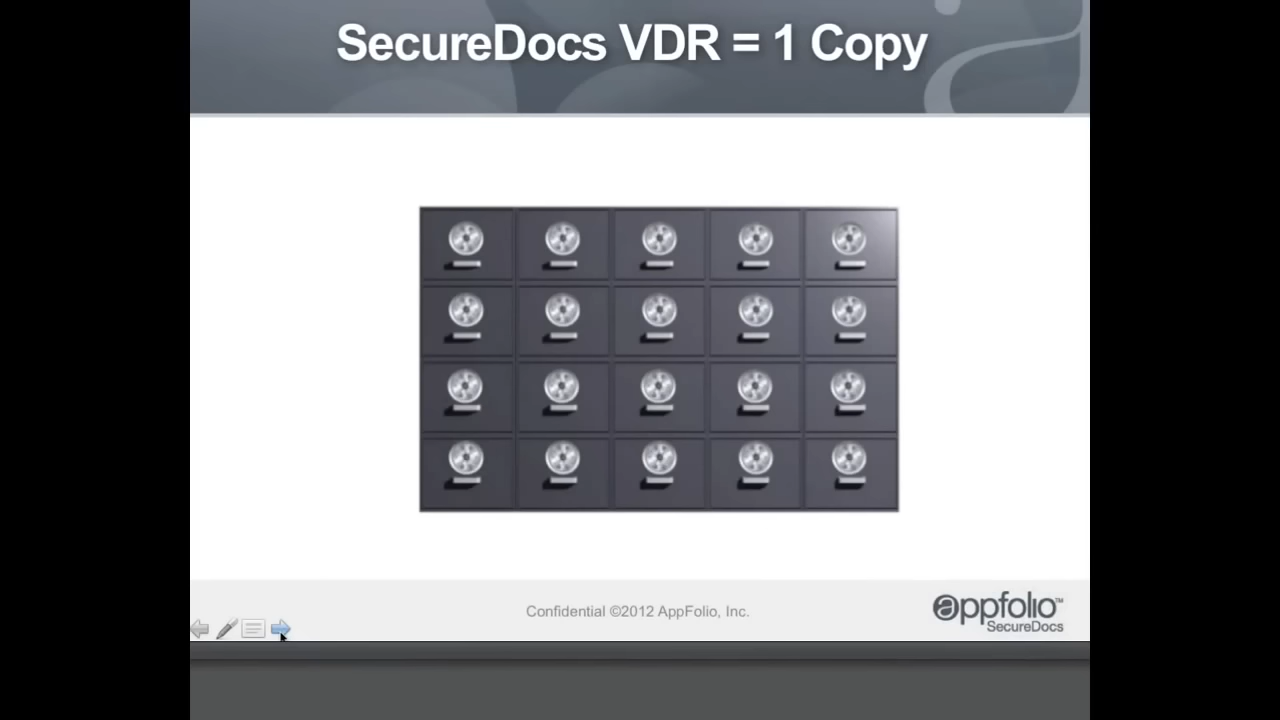 SecureDocs VDR = 1 Copy
Confidential ©2012 AppFolio, Inc.
appfolio™
SecureDocs